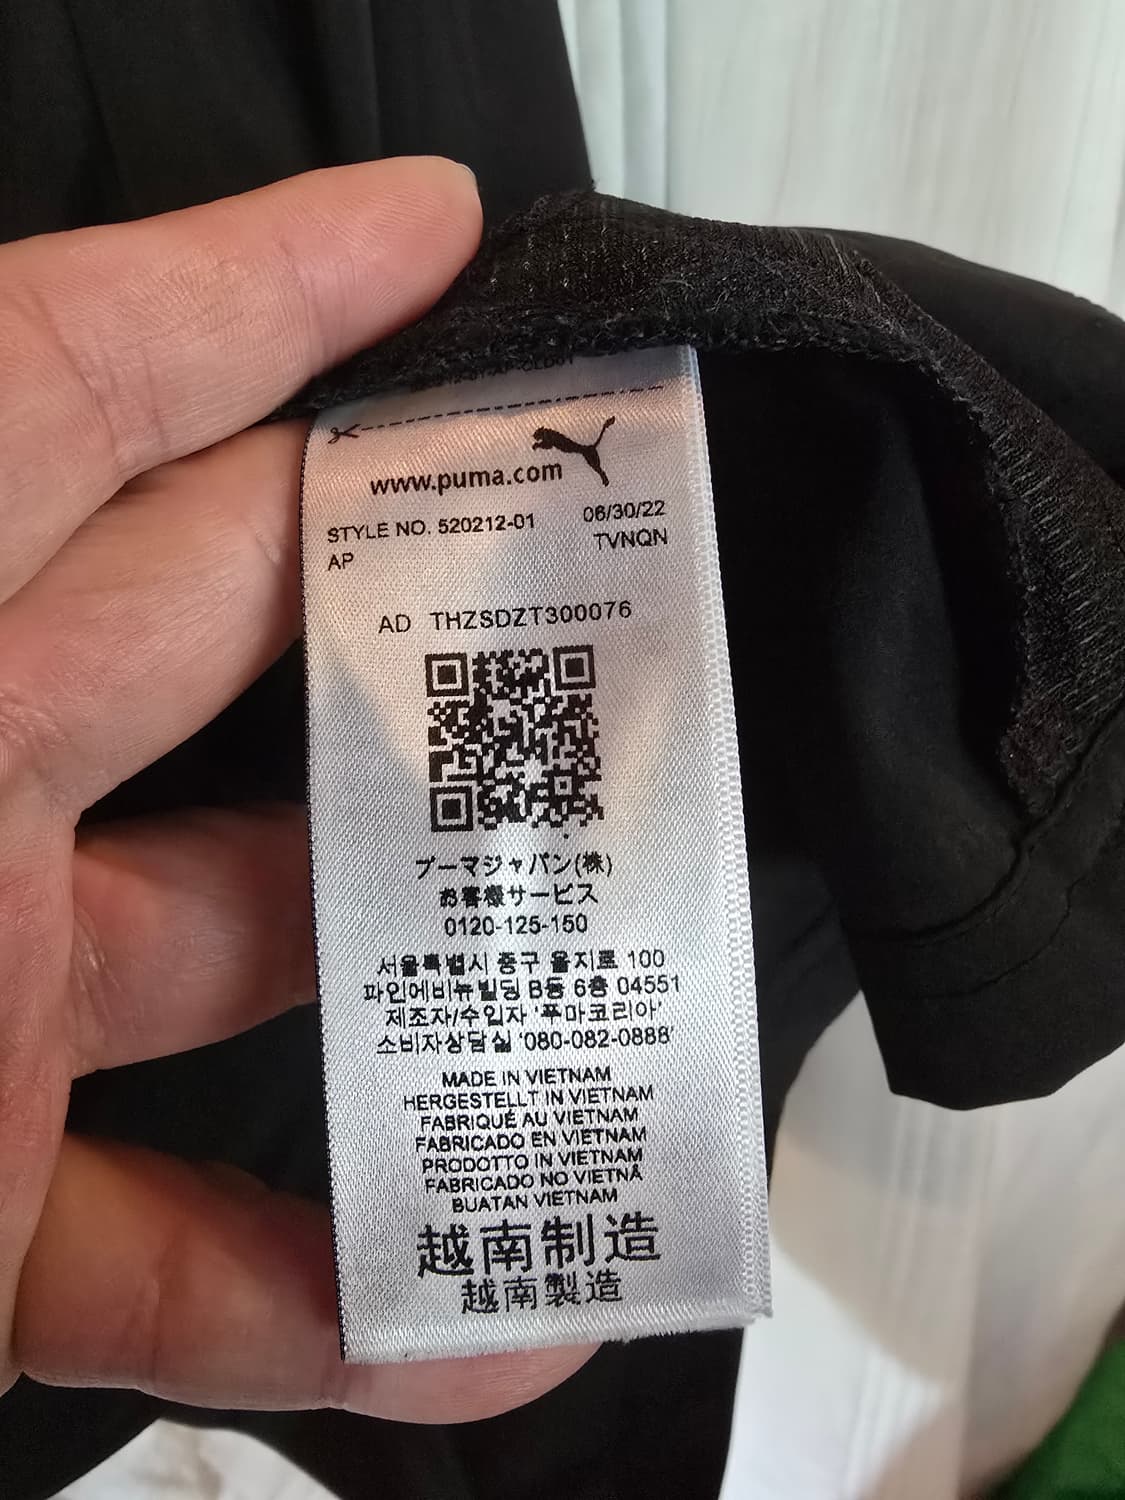 www.puma.com
STYLE NO. 520212-01 06/30/22
AP TVNQN
AD THZSDZT300076
プーマジャパン(株)
お客様サービス
0120-125-150
서울특별시 중구 을지로 100
파인에비뉴빌딩 B동 6층 04551
제조자/수입자 '푸마코리아'
소비자상담실 '080-082-0888'
MADE IN VIETNAM
HERGESTELLT IN VIETNAM
FABRIQUÉ AU VIETNAM
FABRICADO EN VIETNAM
PRODOTTO IN VIETNAM
FABRICADO NO VIETNÃ
BUATAN VIETNAM
越南制造
越南製造